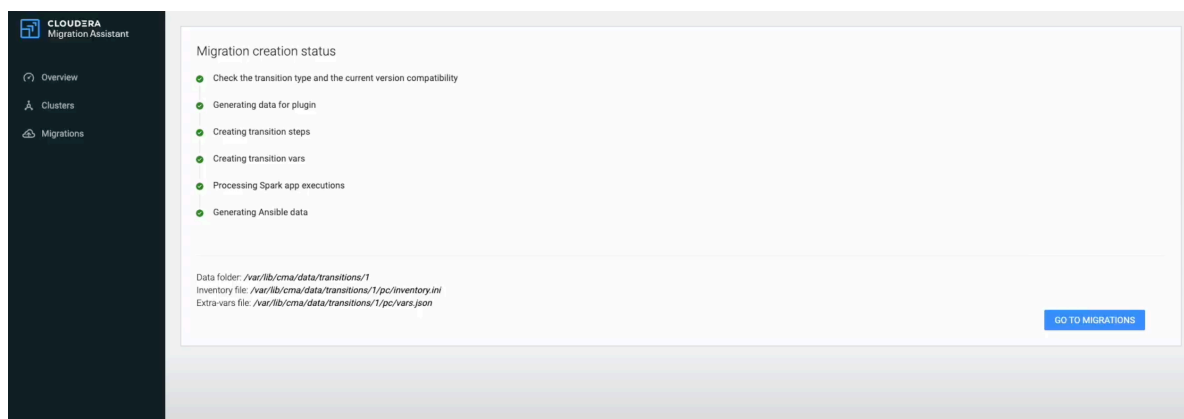 CLOUDERA
Migration Assistant
Overview
Clusters
Migrations
Migration creation status
Check the transition type and the current version compatibility
Generating data for plugin
Creating transition steps
Creating transition vars
Processing Spark app executions
Generating Ansible data
Data folder: /var/lib/cma/data/transitions/1
Inventory file: /var/lib/cma/data/transitions/1/pc/inventory.ini
Extra-vars file: /var/lib/cma/data/transitions/1/pc/vars.json
GO TO MIGRATIONS